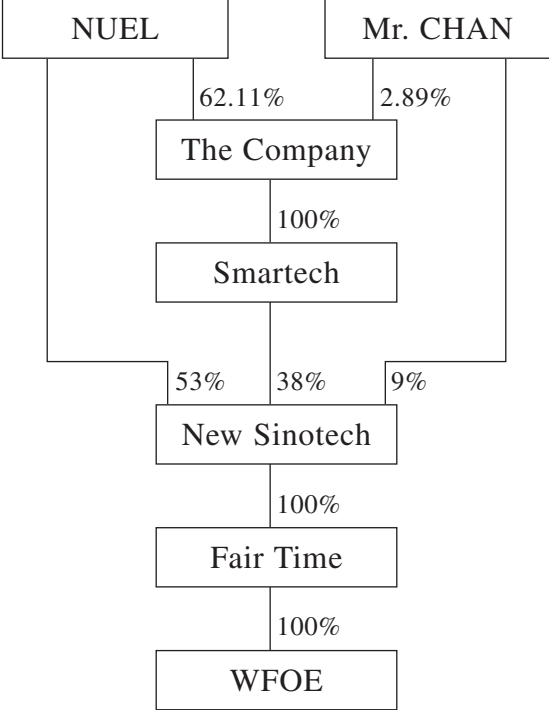 NUEL
Mr. CHAN
62.11%
2.89%
The Company
100%
Smartech
53%
38%
9%
New Sinotech
100%
Fair Time
100%
WFOE